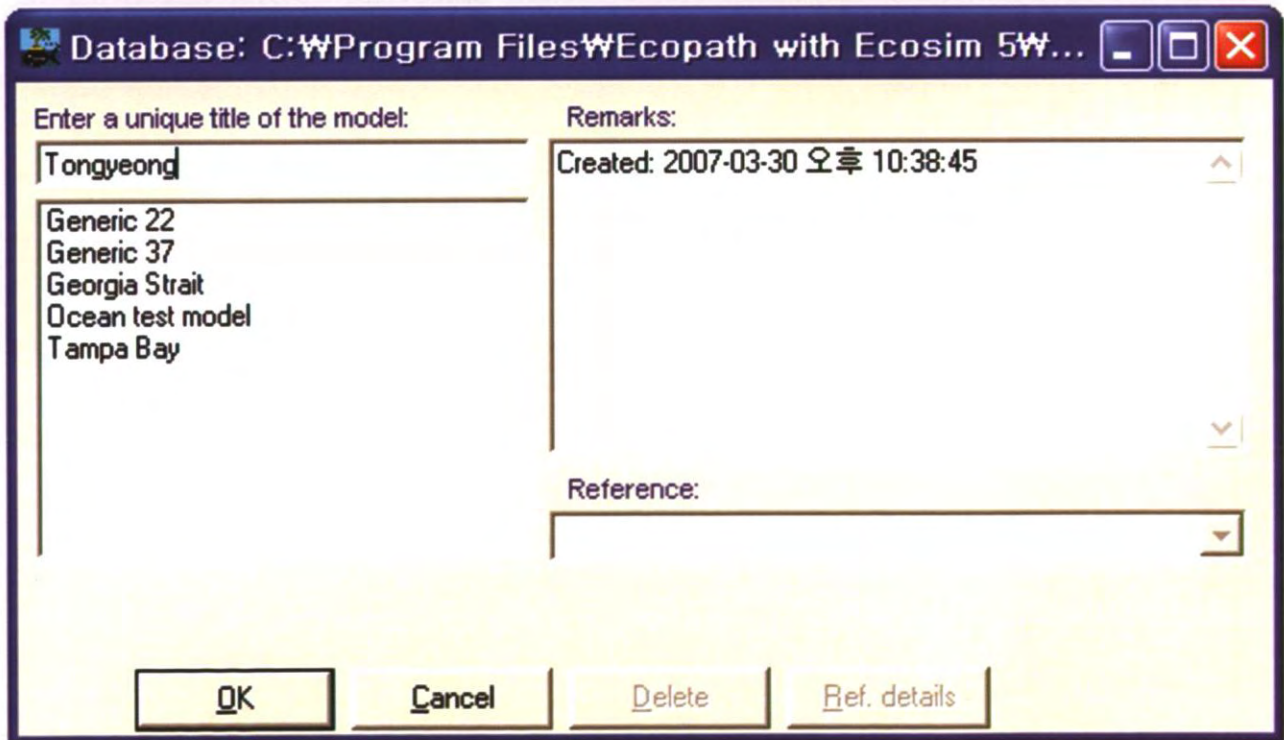 Database: C:₩Program Files₩Ecopath with Ecosim 5₩...
Enter a unique title of the model:
Tongyeong
Generic 22
Generic 37
Georgia Strait
Ocean test model
Tampa Bay
Remarks:
Created: 2007-03-30 오후 10:38:45
Reference:
OK
Cancel
Delete
Ref. details